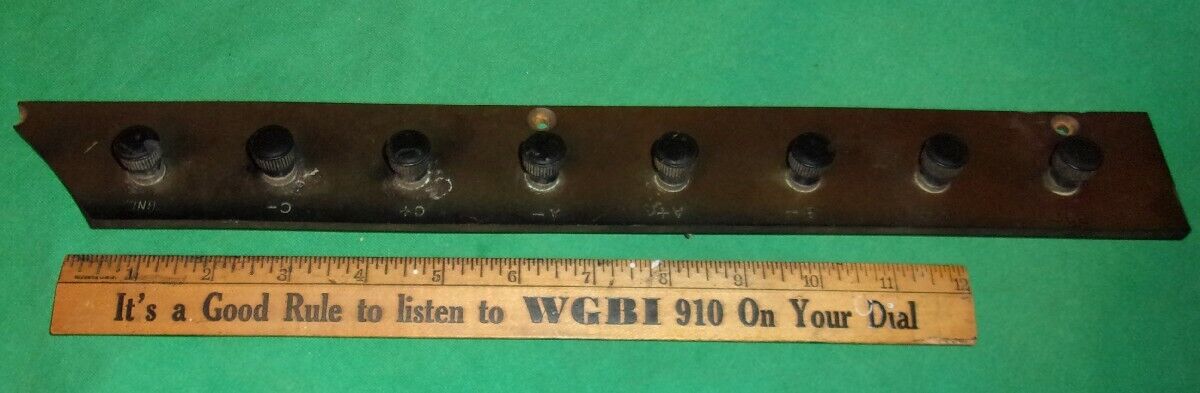 GNL C- C+ A- A+ B-
1 2 3 4 5 6 7 8 9 10 11 12
It's a Good Rule to listen to WGBI 910 On Your Dial